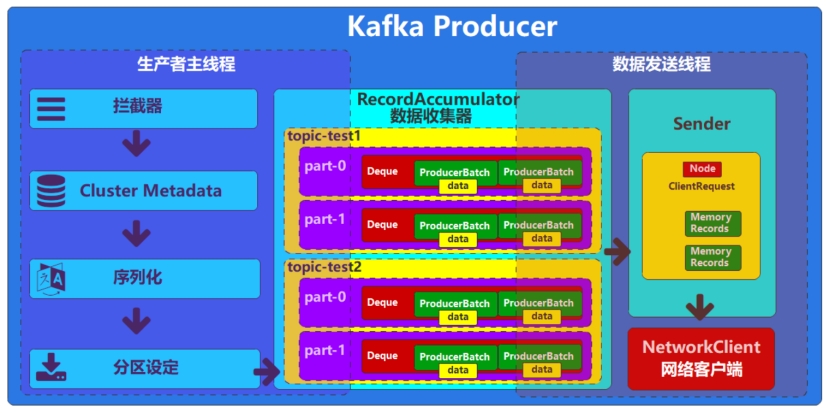 Kafka Producer
生产者主线程
拦截器
Cluster Metadata
序列化
分区设定
RecordAccumulator
数据收集器
topic-test1
part-0
Deque
ProducerBatch
data
ProducerBatch
data
part-1
Deque
ProducerBatch
data
ProducerBatch
data
topic-test2
part-0
Deque
ProducerBatch
data
ProducerBatch
data
part-1
Deque
ProducerBatch
data
ProducerBatch
data
数据发送线程
Sender
Node
ClientRequest
Memory
Records
Memory
Records
NetworkClient
网络客户端